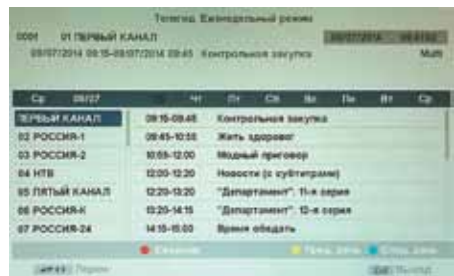 Телегид. Еженедельный режим
0001 01 ПЕРВЫЙ КАНАЛ
09/07/2014 09:15-09/07/2014 09:45 Контрольная закупка Multi
Ср 09/07 Чт Пт Сб Вс Пн Вт Ср
ПЕРВЫЙ КАНАЛ 09:15-09:45 Контрольная закупка
02 РОССИЯ-1 09:45-10:55 Жить здорово!
03 РОССИЯ-2 10:55-12:00 Модный приговор
04 НТВ 12:00-12:20 Новости (с субтитрами)
05 ПЯТЫЙ КАНАЛ 12:20-13:20 "Департамент". 11-я серия
06 РОССИЯ-К 13:20-14:15 "Департамент". 12-я серия
07 РОССИЯ-24 14:15-15:00 Время обедать